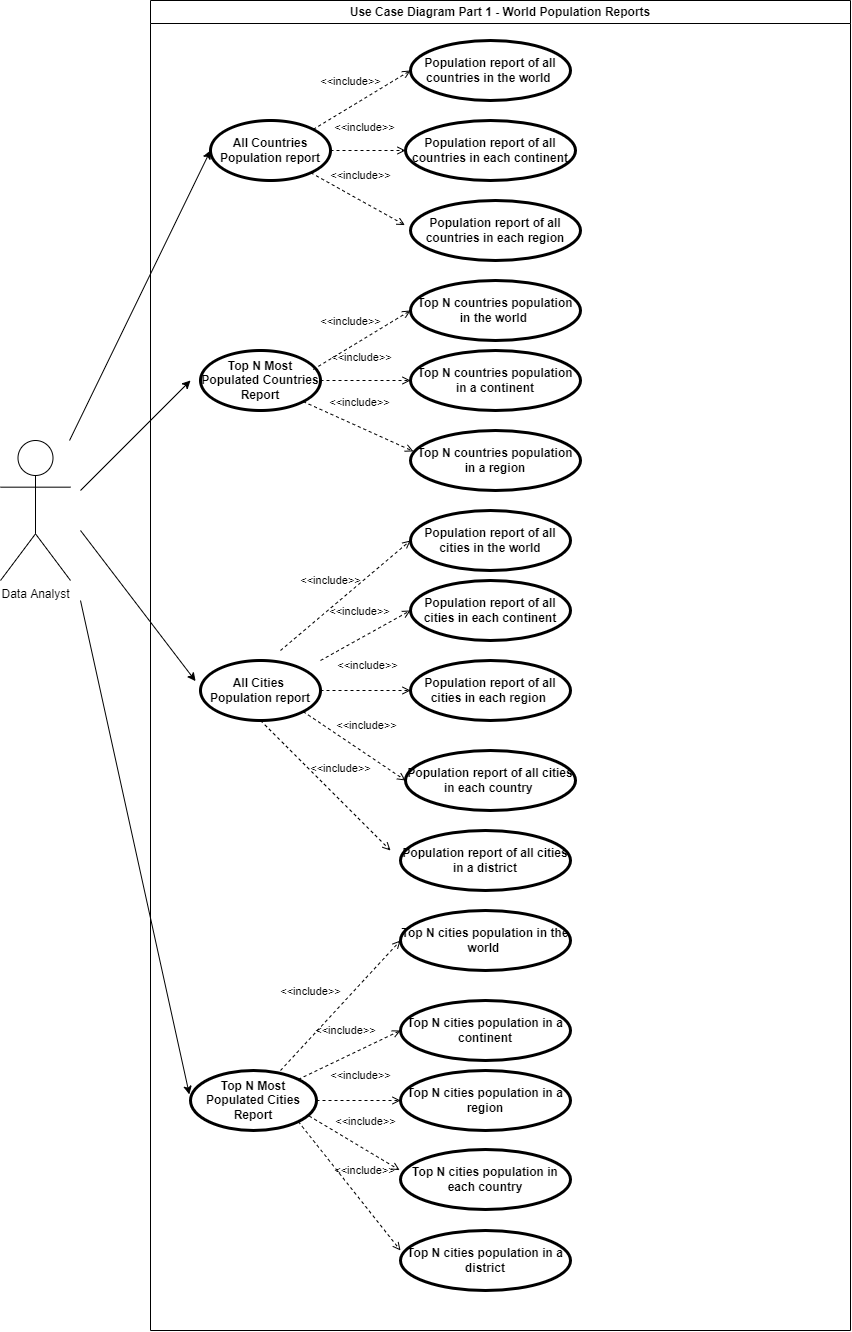 Use Case Diagram Part 1 - World Population Reports
Population report of all
countries in the world
<<include>>
<<include>>
All Countries
Population report
Population report of all
countries in each continent
<<include>>
Population report of all
countries in each region
Top N countries population
in the world
<<include>>
<<include>>
Top N Most
Populated Countries
Report
Top N countries population
in a continent
<<include>>
Top N countries population
in a region
Population report of all
cities in the world
<<include>>
Data Analyst
Population report of all
cities in each continent
<<include>>
<<include>>
All Cities
Population report
Population report of all
cities in each region
<<include>>
<<include>>
Population report of all cities
in each country
Population report of all cities
in a district
Top N cities population in the
world
<<include>>
Top N cities population in a
continent
<<include>>
<<include>>
Top N Most
Populated Cities
Report
Top N cities population in a
region
<<include>>
<<include>>
Top N cities population in
each country
Top N cities population in a
district